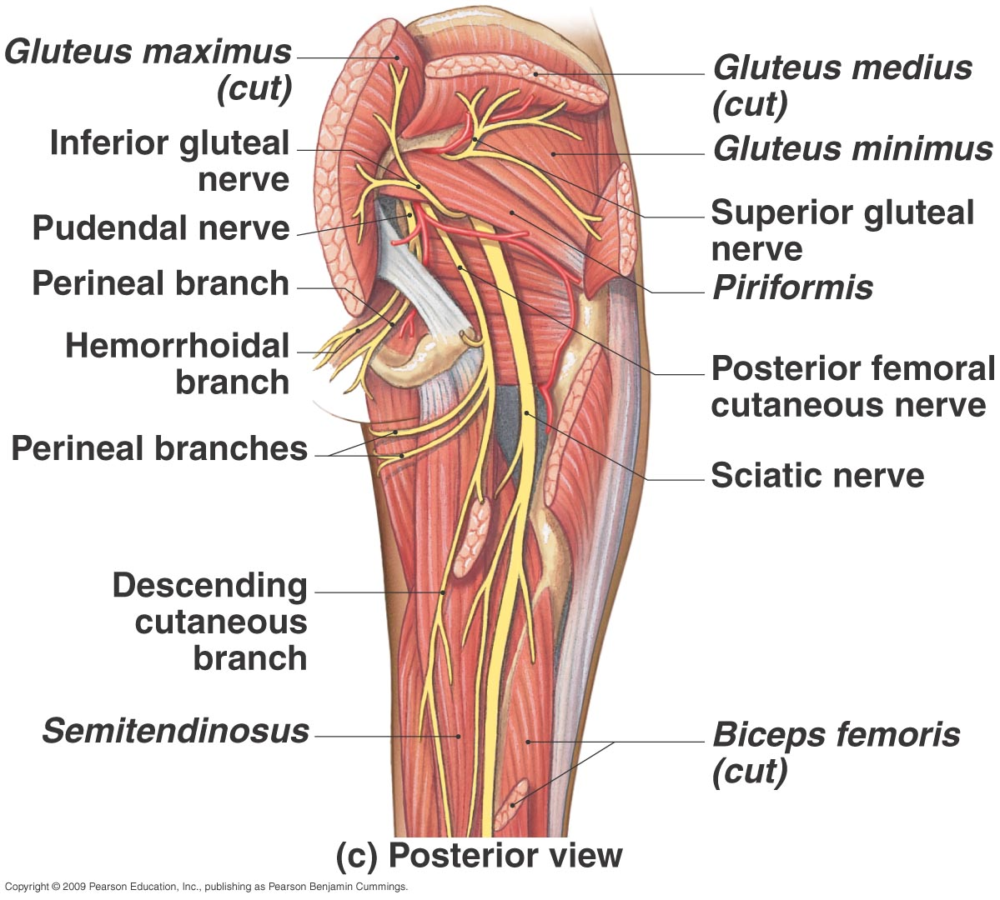 Gluteus maximus
(cut)
Inferior gluteal
nerve
Pudendal nerve
Perineal branch
Hemorrhoidal
branch
Perineal branches
Descending
cutaneous
branch
Semitendinosus
Gluteus medius
(cut)
Gluteus minimus
Superior gluteal
nerve
Piriformis
Posterior femoral
cutaneous nerve
Sciatic nerve
Biceps femoris
(cut)
(c) Posterior view
Copyright © 2009 Pearson Education, Inc., publishing as Pearson Benjamin Cummings.